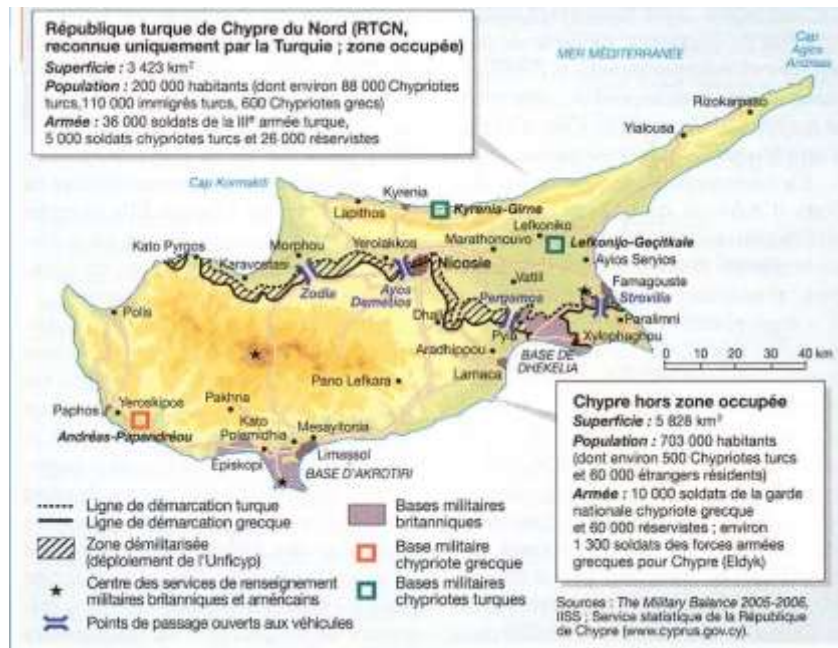 République turque de Chypre du Nord (RTCN,
reconnue uniquement par la Turquie ; zone occupée)
Superficie : 3 423 km²
Population : 200 000 habitants (dont environ 88 000 Chypriotes
turcs,110 000 immigrés turcs, 600 Chypriotes grecs)
Armée : 36 000 soldats de la IIIᵉ armée turque,
5 000 soldats chypriotes turcs et 26 000 réservistes
MER MÉDITERRANÉE
Cap
Agios
Andreas
Rizokarpasso
Yialousa
Cap Kormakiti
Kyrenia
Lapithos
Kyrenia-Girne
Lefkoniko
Kato Pyrgos
Morphou
Yerolakkos
Marathonouvo
Lefkonijo-Geçitkale
Karavostasi
Nicosie
Ayios Seryios
Zodia
Ayos
Dometios
Vatili
Famagouste
Pergamos
Strovilia
Polis
Dhali
Pyla
Paralimni
Xylophaghou
Aradhippou
BASE DE
DHEKELIA
Larnaca
0 10 20 30 40 km
Pano Lefkara
Paphos
Yeroskipos
Pakhna
Andréas-Papandréou
Kato
Polemidhia
Mesayitonia
Episkopi
Limassol
BASE D'AKROTIRI
Chypre hors zone occupée
Superficie : 5 828 km²
Population : 703 000 habitants
(dont environ 500 Chypriotes turcs
et 60 000 étrangers résidents)
Armée : 10 000 soldats de la garde
nationale chypriote grecque
et 60 000 réservistes ; environ
1 300 soldats des forces armées
grecques pour Chypre (Eldyk)
Ligne de démarcation turque
Ligne de démarcation grecque
Zone démilitarisée
(déploiement de l'Unficyp)
Centre des services de renseignement
militaires britanniques et américains
Points de passage ouverts aux véhicules
Bases militaires
britanniques
Base militaire
chypriote grecque
Bases militaires
chypriotes turques
Sources : The Military Balance 2005-2006,
IISS ; Service statistique de la République
de Chypre (www.cyprus.gov.cy).